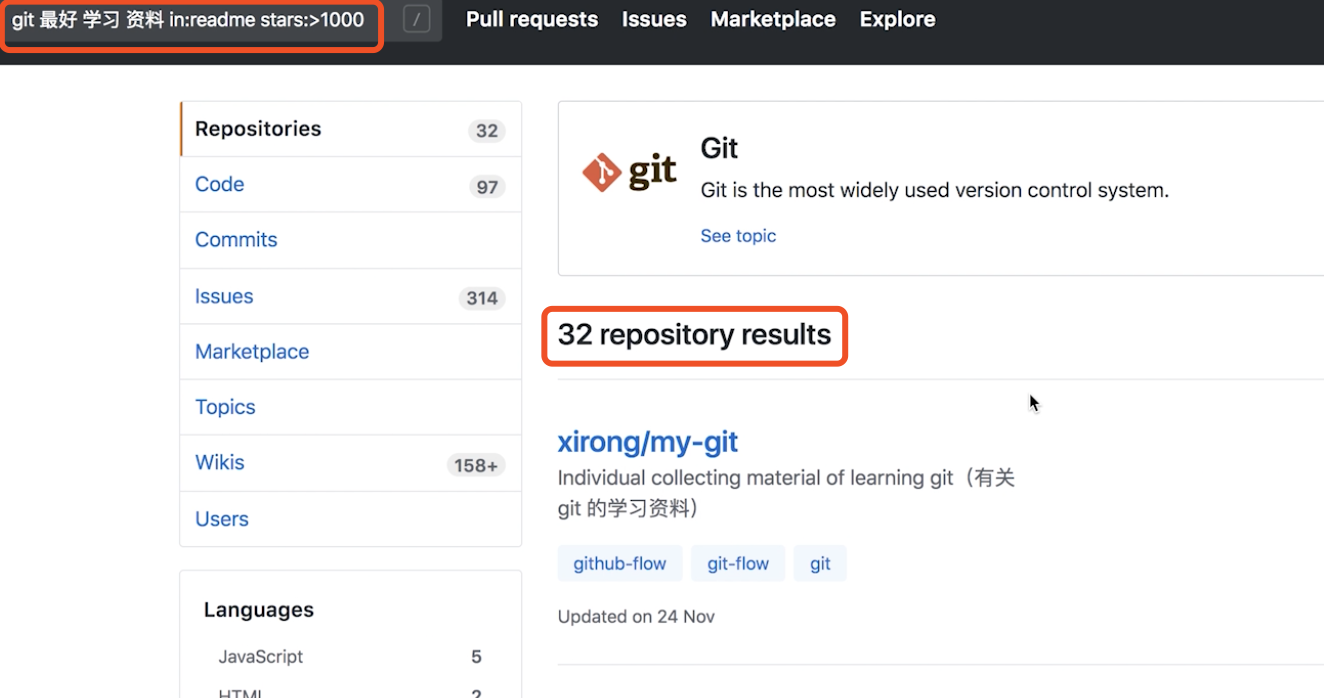 git 最好 学习 资料 in:readme stars:>1000 / Pull requests Issues Marketplace Explore
Repositories 32
Code 97
Commits
Issues 314
Marketplace
Topics
Wikis 158+
Users
Languages
JavaScript 5
HTML 2
git
Git
Git is the most widely used version control system.
See topic
32 repository results
xirong/my-git
Individual collecting material of learning git（有关
git 的学习资料）
github-flow git-flow git
Updated on 24 Nov